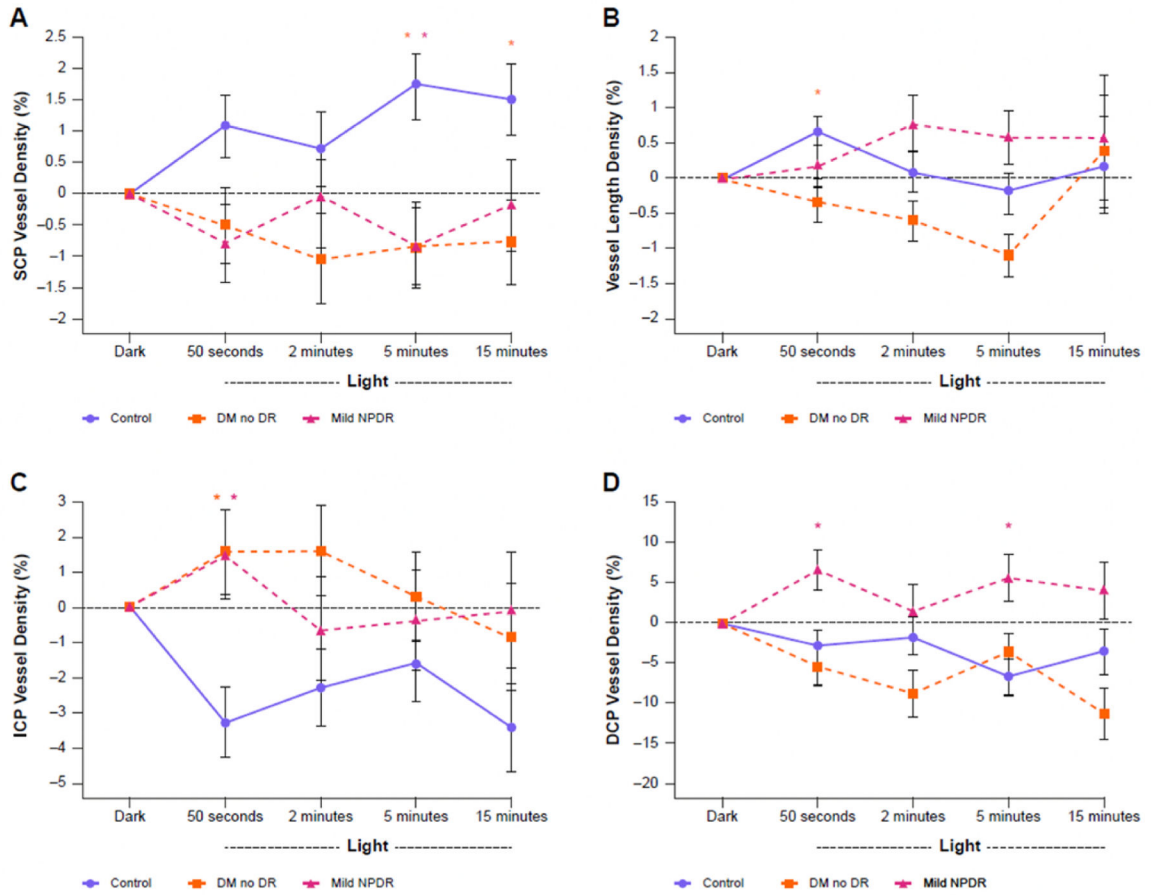 A
SCP Vessel Density (%)
2.5
2
1.5
1
0.5
0
–0.5
–1
–1.5
–2
* *
*
Dark 50 seconds 2 minutes 5 minutes 15 minutes
Light
Control DM no DR Mild NPDR
B
Vessel Length Density (%)
2
1.5
1
0.5
0
–0.5
–1
–1.5
–2
*
Dark 50 seconds 2 minutes 5 minutes 15 minutes
Light
Control DM no DR Mild NPDR
C
ICP Vessel Density (%)
3
2
1
0
–1
–2
–3
–4
–5
* *
Dark 50 seconds 2 minutes 5 minutes 15 minutes
Light
Control DM no DR Mild NPDR
D
DCP Vessel Density (%)
15
10
5
0
–5
–10
–15
–20
* *
Dark 50 seconds 2 minutes 5 minutes 15 minutes
Light
Control DM no DR Mild NPDR